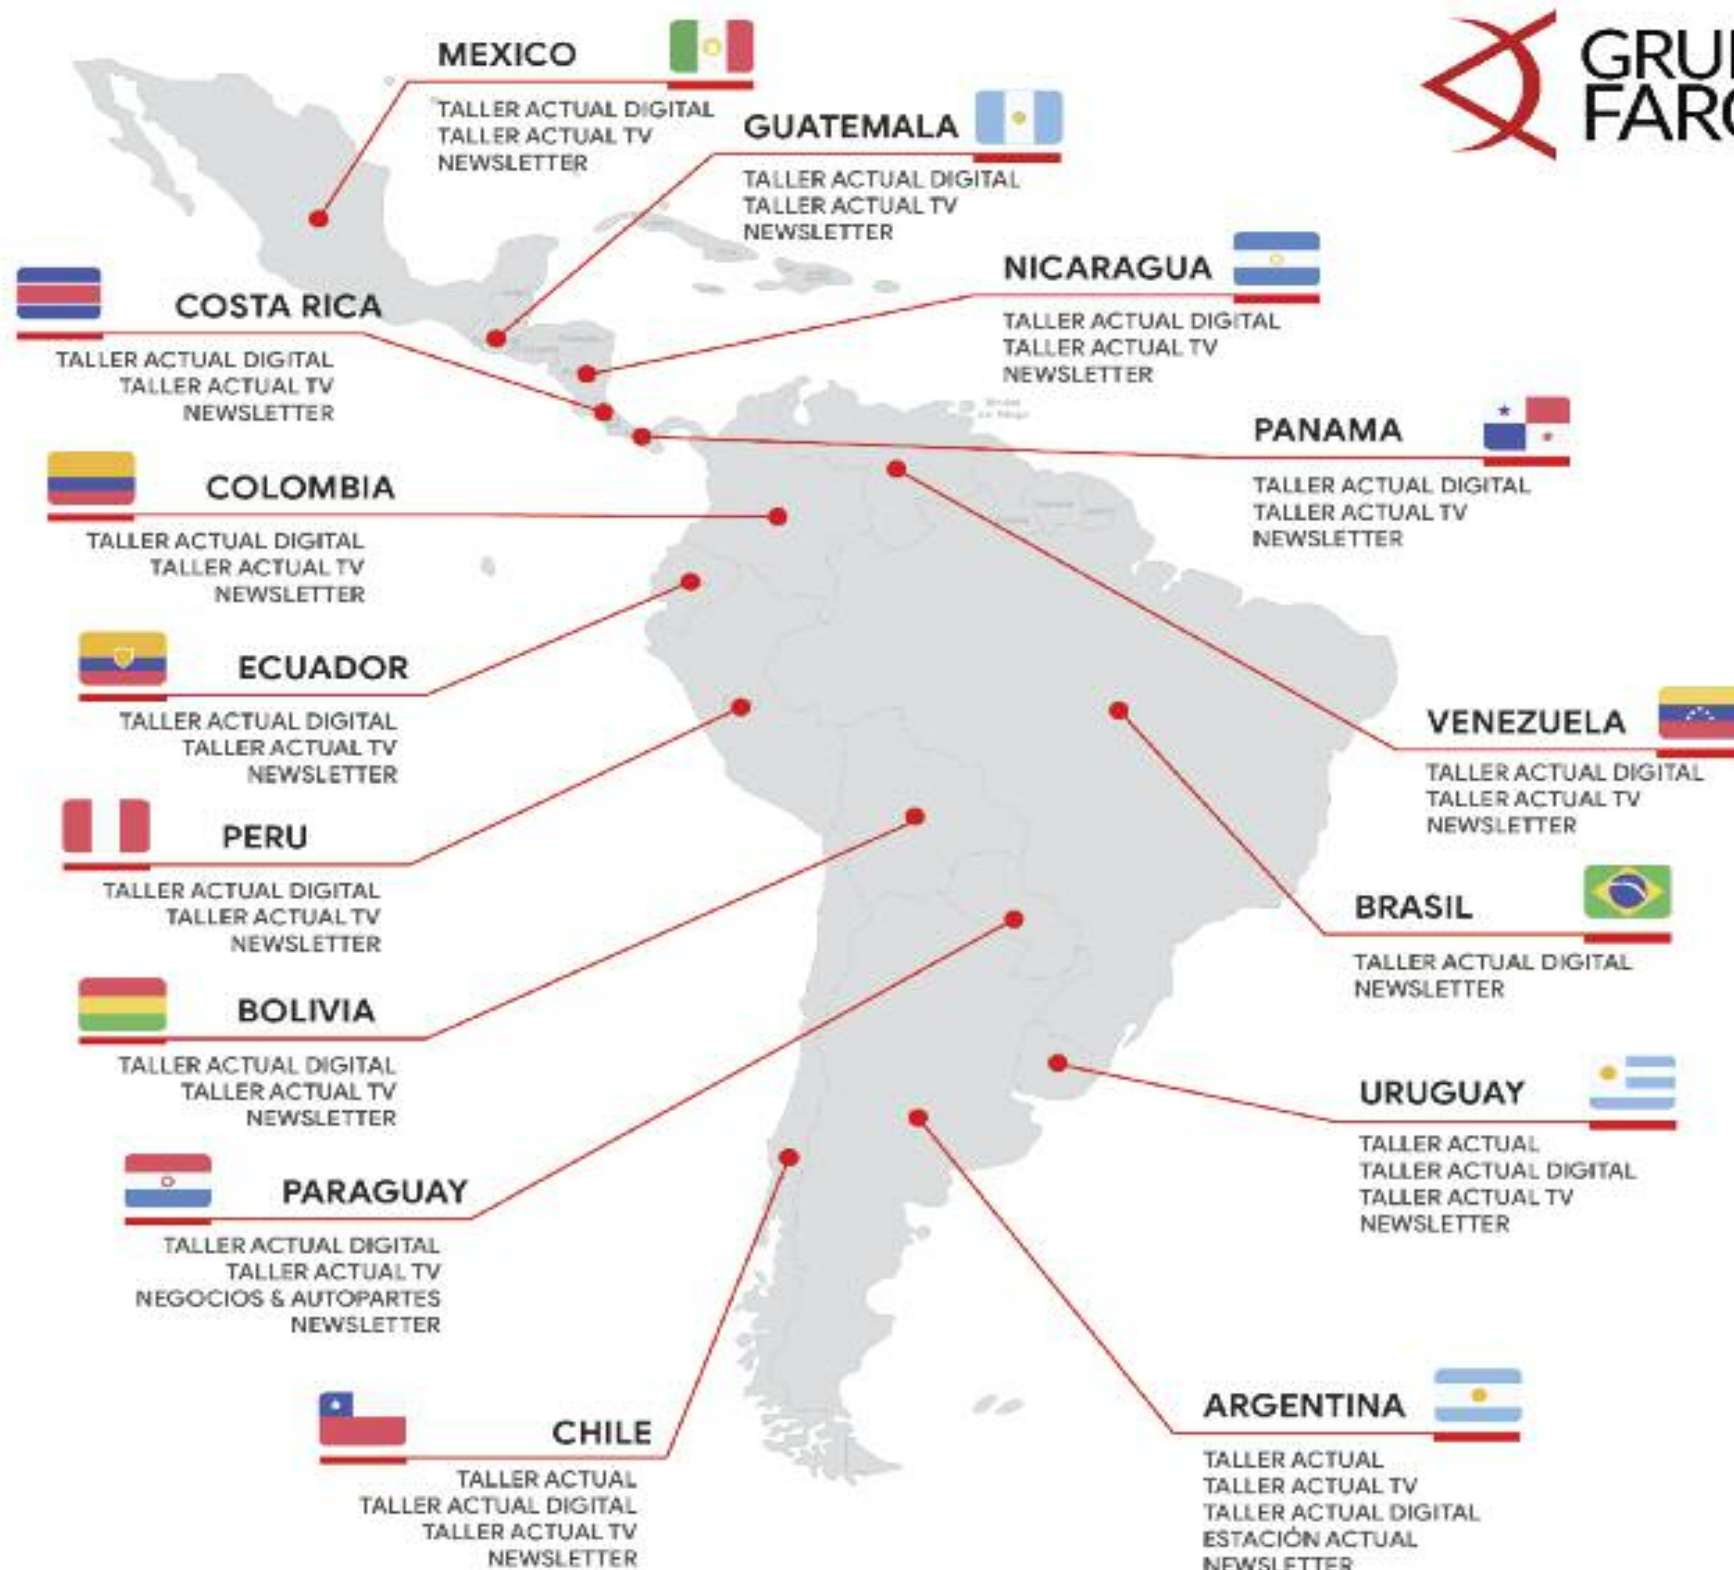 MEXICO
TALLER ACTUAL DIGITAL
TALLER ACTUAL TV
NEWSLETTER
GRU
FAR
GUATEMALA
TALLER ACTUAL DIGITAL
TALLER ACTUAL TV
NEWSLETTER
NICARAGUA
TALLER ACTUAL DIGITAL
TALLER ACTUAL TV
NEWSLETTER
COSTA RICA
TALLER ACTUAL DIGITAL
TALLER ACTUAL TV
NEWSLETTER
PANAMA
TALLER ACTUAL DIGITAL
TALLER ACTUAL TV
NEWSLETTER
COLOMBIA
TALLER ACTUAL DIGITAL
TALLER ACTUAL TV
NEWSLETTER
ECUADOR
TALLER ACTUAL DIGITAL
TALLER ACTUAL TV
NEWSLETTER
VENEZUELA
TALLER ACTUAL DIGITAL
TALLER ACTUAL TV
NEWSLETTER
PERU
TALLER ACTUAL DIGITAL
TALLER ACTUAL TV
NEWSLETTER
BRASIL
TALLER ACTUAL DIGITAL
NEWSLETTER
BOLIVIA
TALLER ACTUAL DIGITAL
TALLER ACTUAL TV
NEWSLETTER
URUGUAY
TALLER ACTUAL
TALLER ACTUAL DIGITAL
TALLER ACTUAL TV
NEWSLETTER
PARAGUAY
TALLER ACTUAL DIGITAL
TALLER ACTUAL TV
NEGOCIOS & AUTOPARTES
NEWSLETTER
CHILE
TALLER ACTUAL
TALLER ACTUAL DIGITAL
TALLER ACTUAL TV
NEWSLETTER
ARGENTINA
TALLER ACTUAL
TALLER ACTUAL TV
TALLER ACTUAL DIGITAL
ESTACIÓN ACTUAL
NEWSLETTER